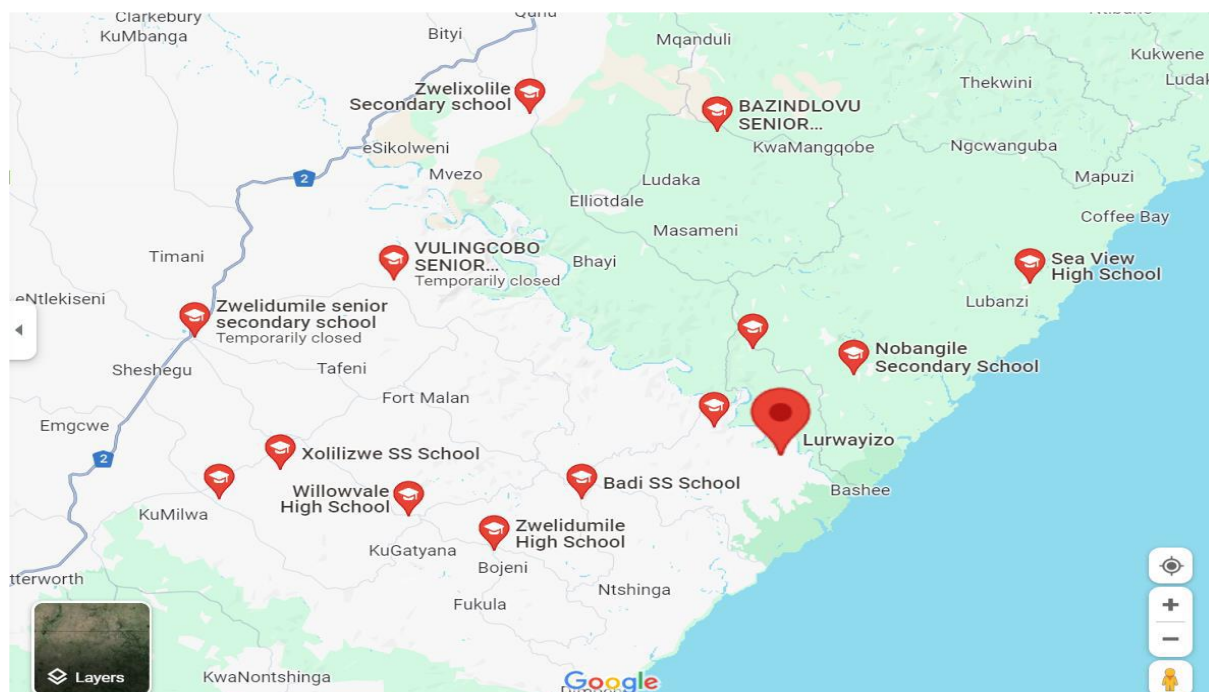 Clarkebury
KuMbanga
Bityi
Qunu
Mqanduli
Kukwene
Thekwini
Zwelixolile
Secondary school
BAZINDLOVU
SENIOR...
KwaMangqobe
Ngcwanguba
eSikolweni
Mvezo
Ludaka
Mapuzi
2
Elliotdale
Coffee Bay
Masameni
VULINGCOBO
SENIOR...
Temporarily closed
Timani
Bhayi
Sea View
High School
eNtlekiseni
Lubanzi
Zwelidumile senior
secondary school
Temporarily closed
Nobangile
Secondary School
Sheshegu
Tafeni
Fort Malan
Emgcwe
Lurwayizo
2
Xolilizwe SS School
Badi SS School
Willowvale
High School
Bashee
KuMilwa
Zwelidumile
High School
KuGatyana
Bojeni
tterworth
Ntshinga
Fukula
Layers
KwaNontshinga
Google